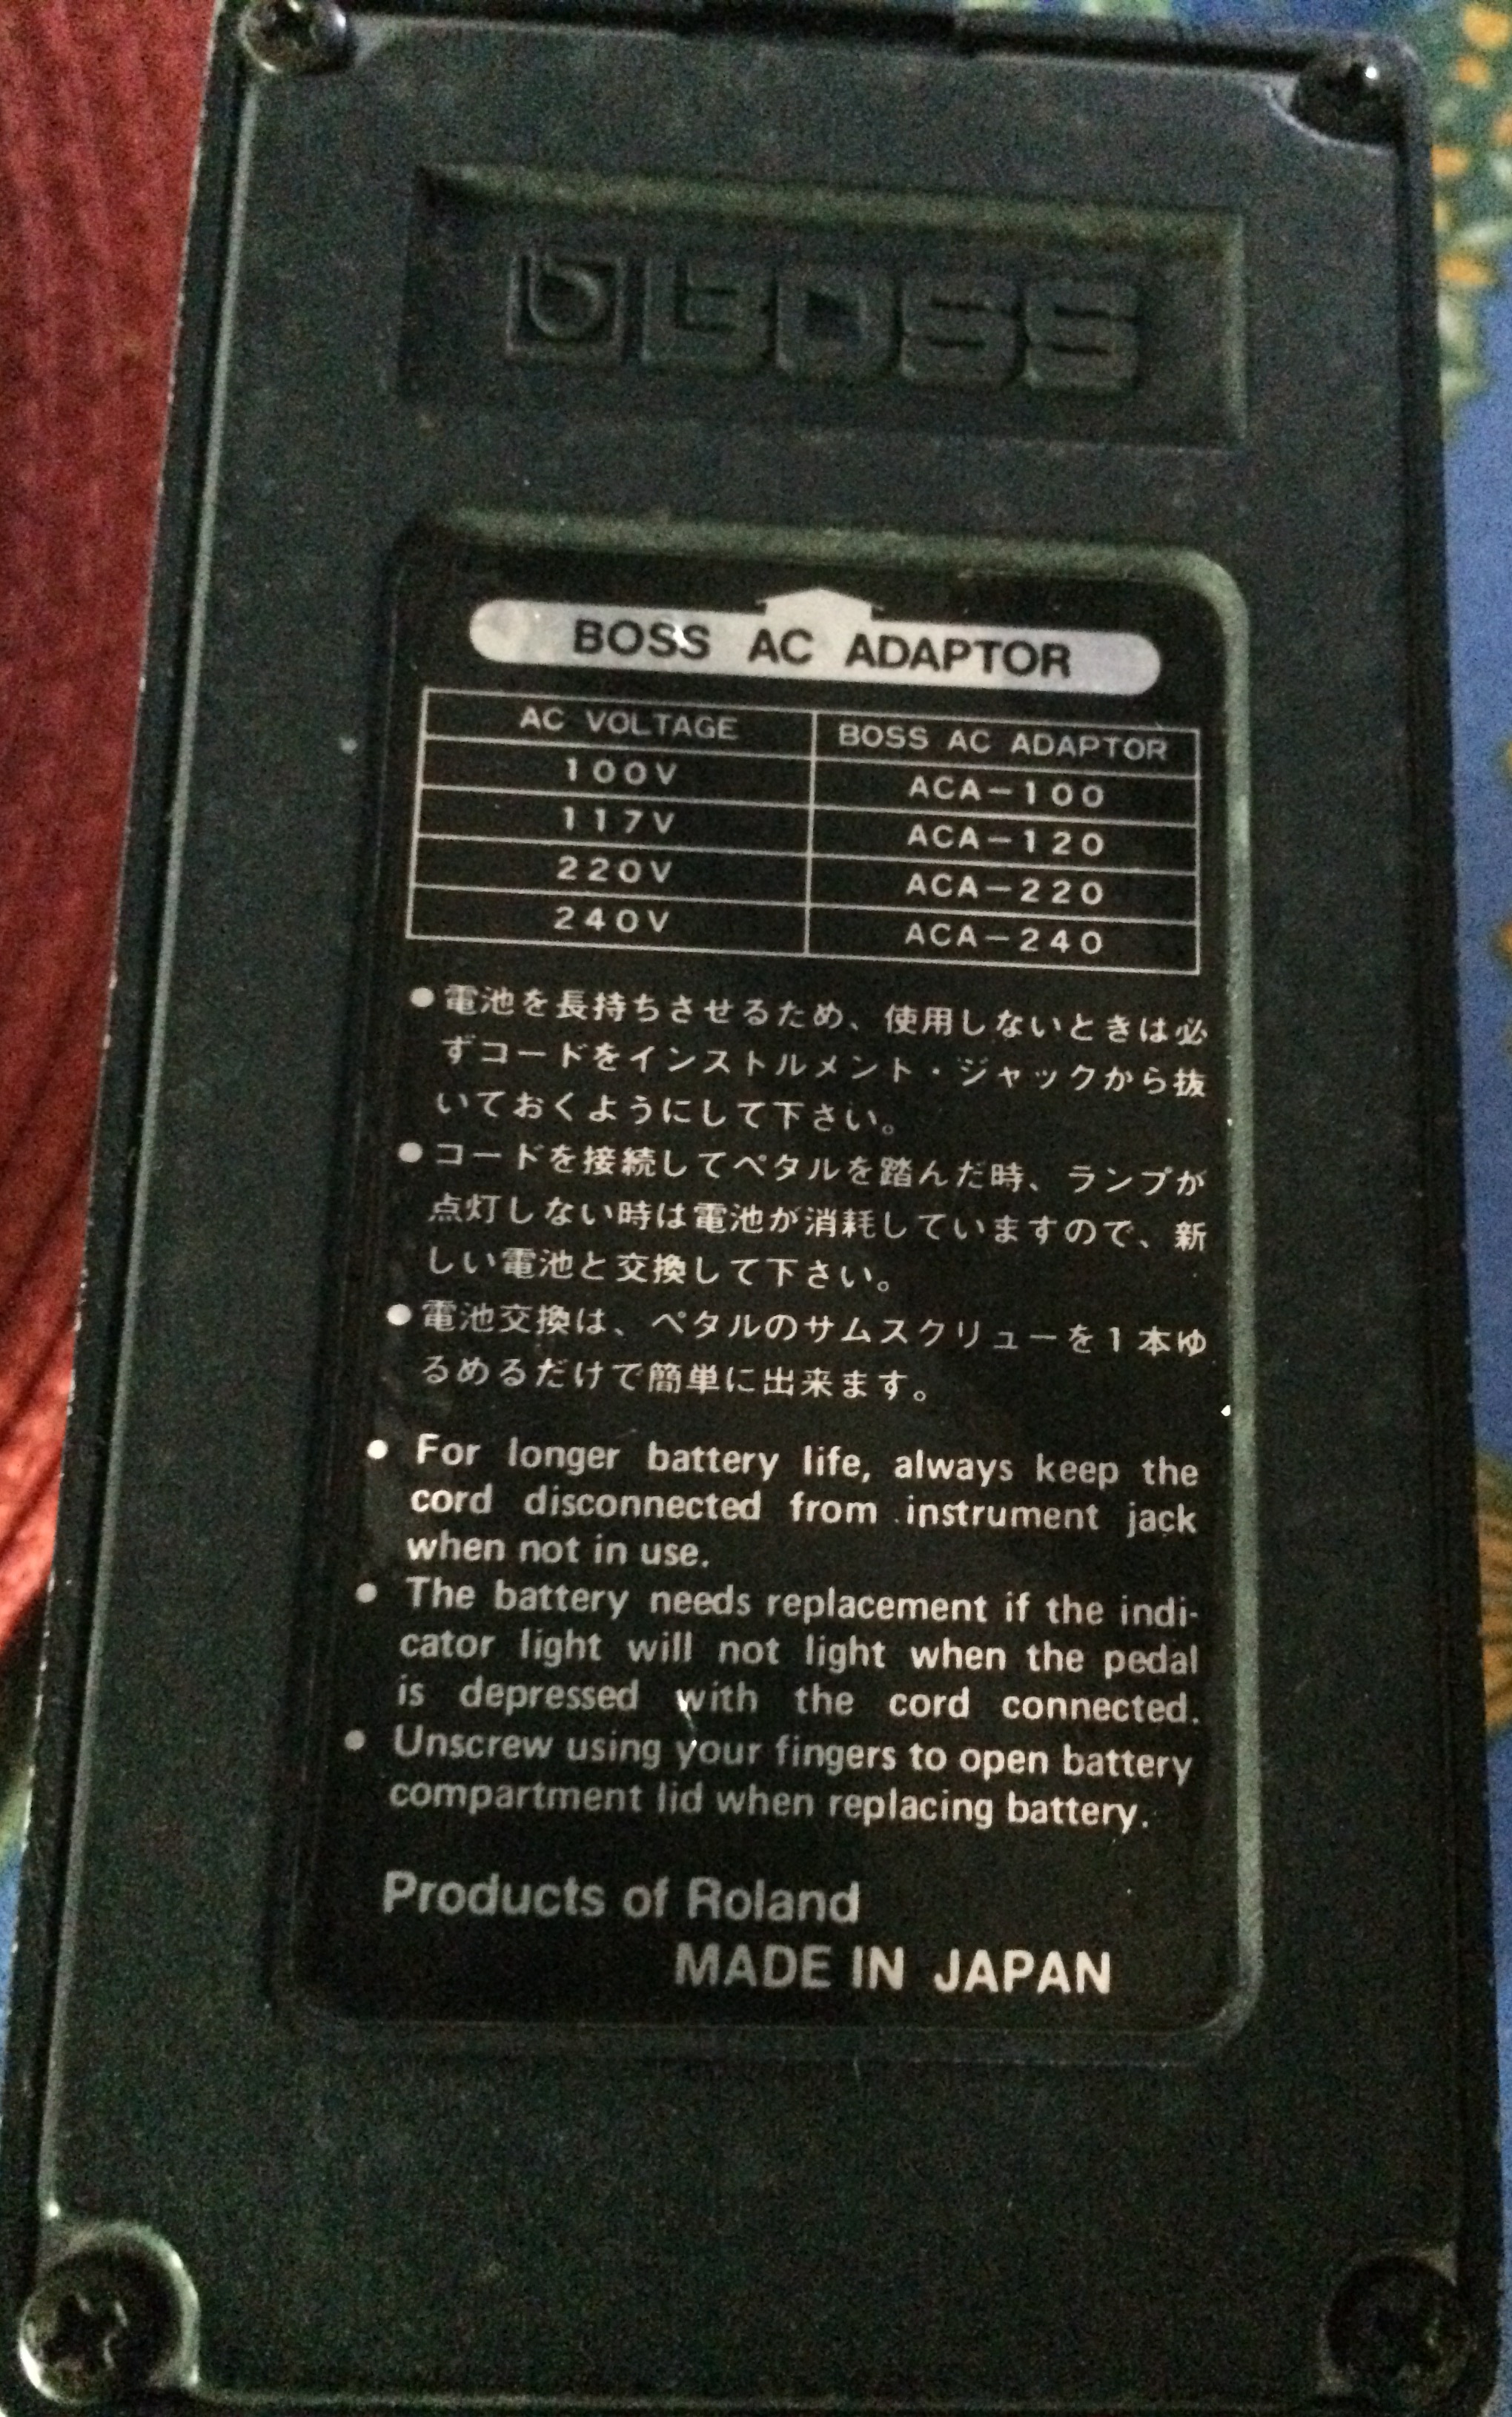 BOSS
BOSS AC ADAPTOR
AC VOLTAGE BOSS AC ADAPTOR
100V ACA-100
117V ACA-120
220V ACA-220
240V ACA-240
●電池を長持ちさせるため、使用しないときは必
ずコードをインストルメント・ジャックから抜
いておくようにして下さい。
●コードを接続してペタルを踏んだ時、ランプが
点灯しない時は電池が消耗していますので、新
しい電池と交換して下さい。
●電池交換は、ペタルのサムスクリューを1本ゆ
るめるだけで簡単に出来ます。
● For longer battery life, always keep the
cord disconnected from instrument jack
when not in use.
● The battery needs replacement if the indi-
cator light will not light when the pedal
is depressed with the cord connected.
● Unscrew using your fingers to open battery
compartment lid when replacing battery.
Products of Roland
MADE IN JAPAN